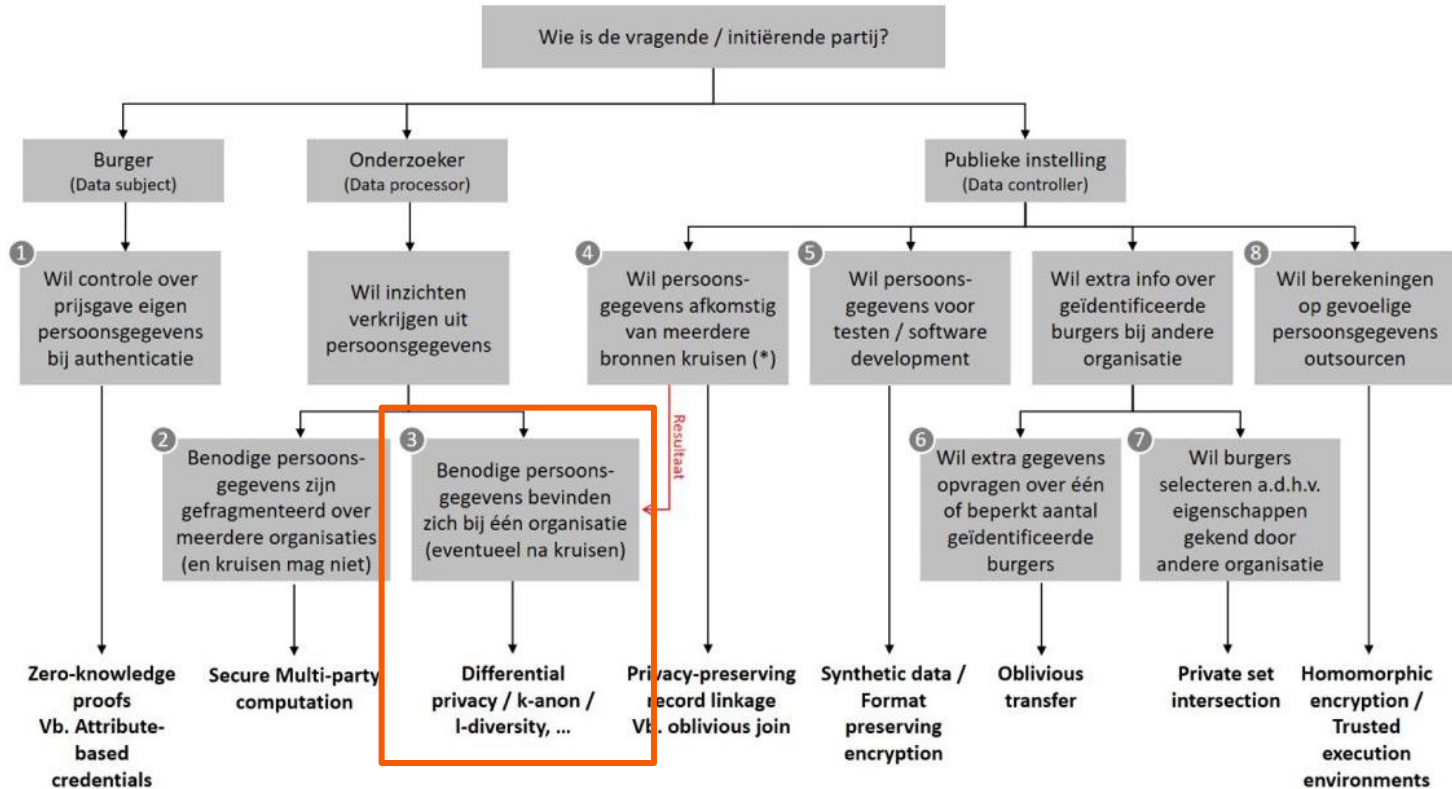 Wie is de vragende / initiërende partij?
Burger
(Data subject)
Onderzoeker
(Data processor)
Publieke instelling
(Data controller)
1
Wil controle over
prijsgave eigen
persoonsgegevens
bij authenticatie
Wil inzichten
verkrijgen uit
persoonsgegevens
4
Wil persoons-
gegevens afkomstig
van meerdere
bronnen kruisen (*)
5
Wil persoons-
gegevens voor
testen / software
development
Wil extra info over
geïdentificeerde
burgers bij andere
organisatie
8
Wil berekeningen
op gevoelige
persoonsgegevens
outsourcen
Resultaat
2
Benodige persoons-
gegevens zijn
gefragmenteerd over
meerdere organisaties
(en kruisen mag niet)
3
Benodige persoons-
gegevens bevinden
zich bij één organisatie
(eventueel na kruisen)
6
Wil extra gegevens
opvragen over één
of beperkt aantal
geïdentificeerde
burgers
7
Wil burgers
selecteren a.d.h.v.
eigenschappen
gekend door
andere organisatie
Zero-knowledge
proofs
Vb. Attribute-
based
credentials
Secure Multi-party
computation
Differential
privacy / k-anon /
l-diversity, ...
Privacy-preserving
record linkage
Vb. oblivious join
Synthetic data /
Format
preserving
encryption
Oblivious
transfer
Private set
intersection
Homomorphic
encryption /
Trusted
execution
environments